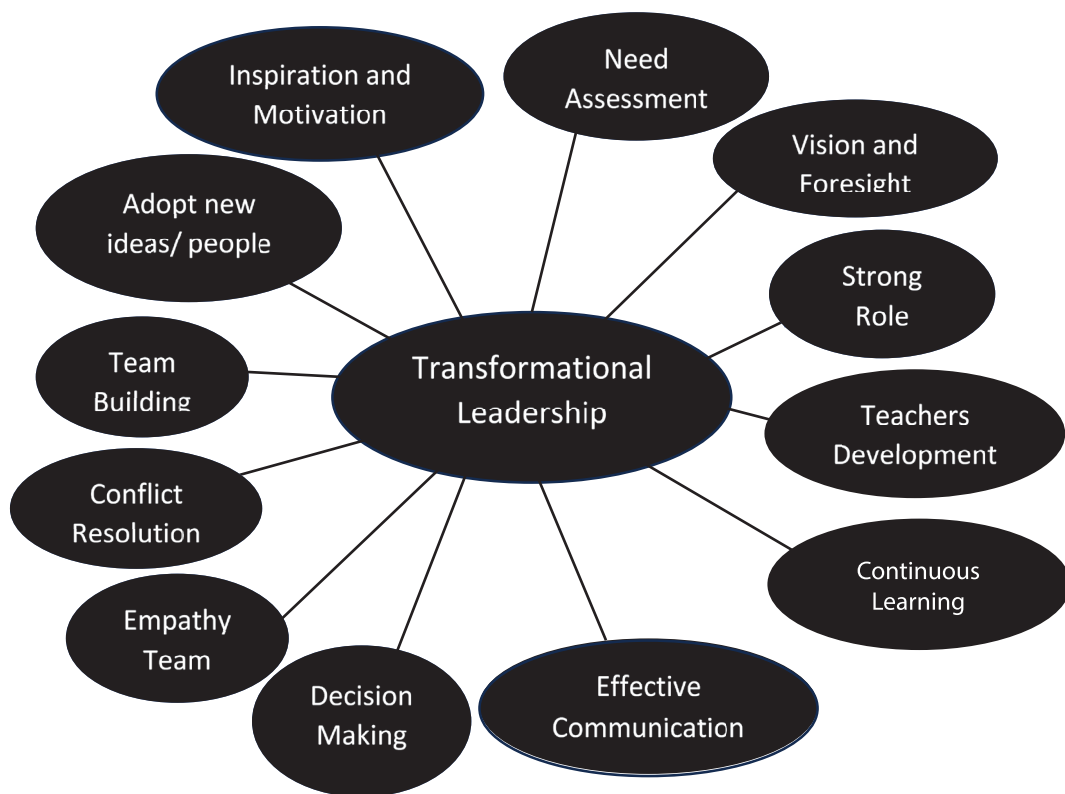 Inspiration and
Motivation
Need
Assessment
Vision and
Foresight
Adopt new
ideas/ people
Strong
Role
Team
Building
Transformational
Leadership
Teachers
Development
Conflict
Resolution
Continuous
Learning
Empathy
Team
Decision
Making
Effective
Communication